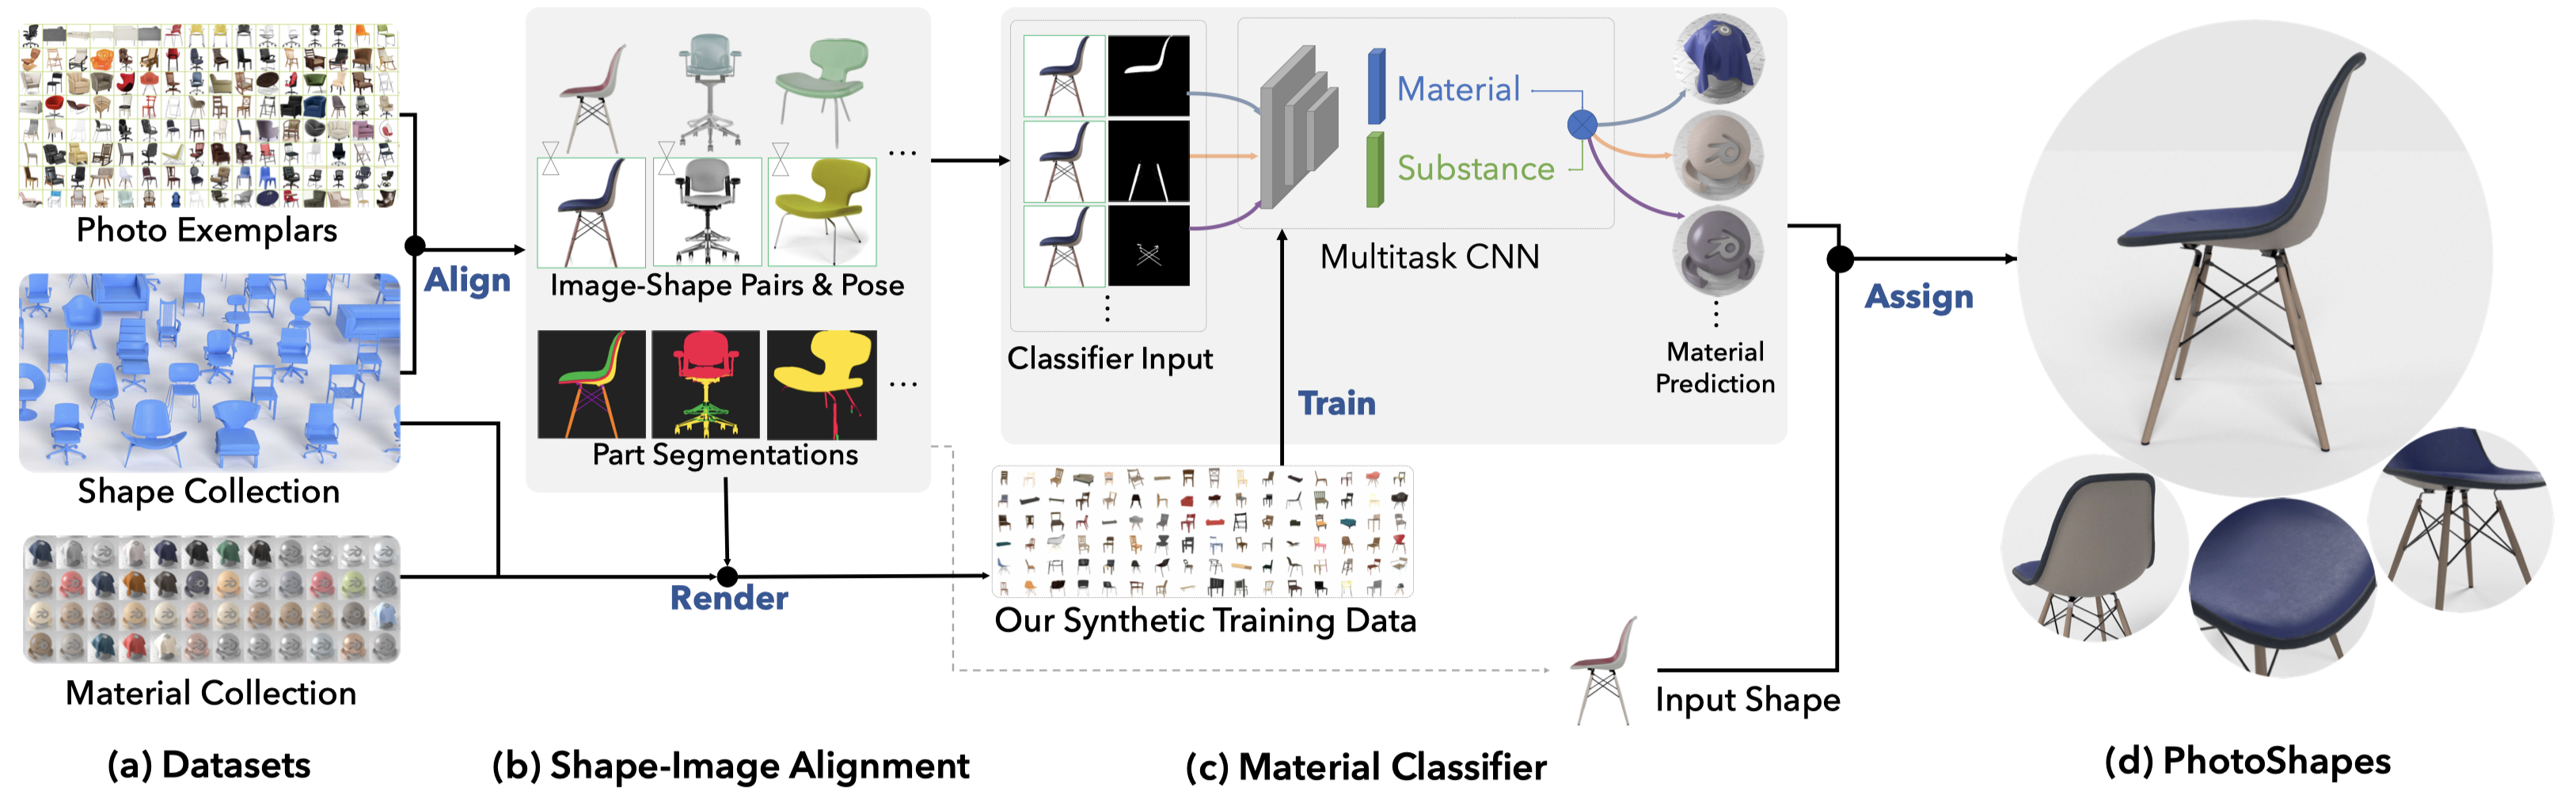 Photo Exemplars
Shape Collection
Material Collection
(a) Datasets
Align
Image-Shape Pairs & Pose
...
Part Segmentations
...
Render
(b) Shape-Image Alignment
Classifier Input
Material
Substance
Multitask CNN
Material
Prediction
Train
Our Synthetic Training Data
Input Shape
(c) Material Classifier
Assign
(d) PhotoShapes